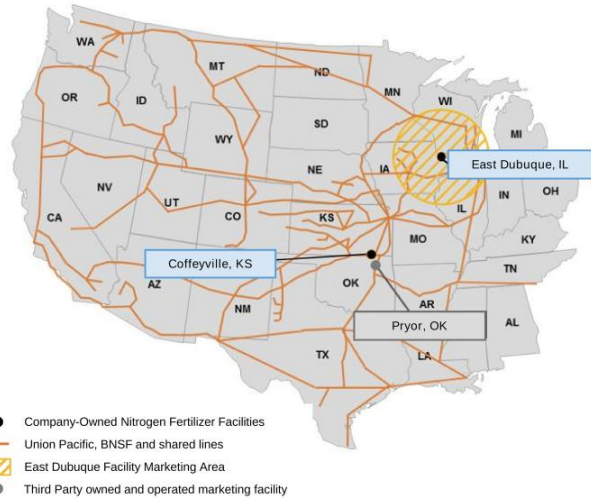 WA
MT
ND
MN
OR
ID
WI
SD
MI
WY
East Dubuque, IL
NE
IA
NV
UT
IN
OH
CA
CO
KS
IL
MO
KY
Coffeyville, KS
TN
AZ
OK
NM
AR
Pryor, OK
AL
TX
LA
Company-Owned Nitrogen Fertilizer Facilities
Union Pacific, BNSF and shared lines
East Dubuque Facility Marketing Area
Third Party owned and operated marketing facility